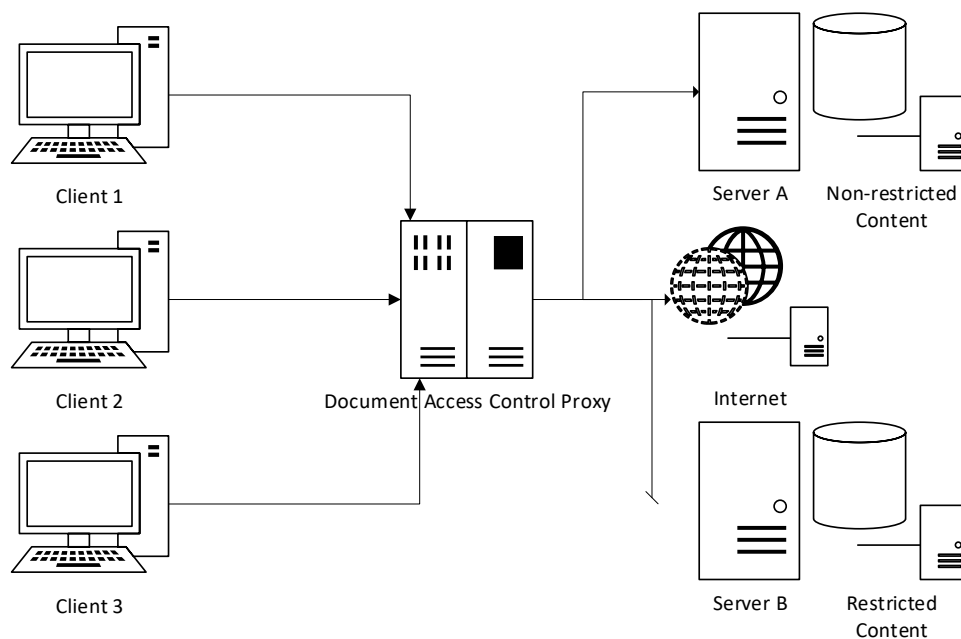 Client 1
Server A
Non-restricted
Content
Client 2
Document Access Control Proxy
Internet
Client 3
Server B
Restricted
Content